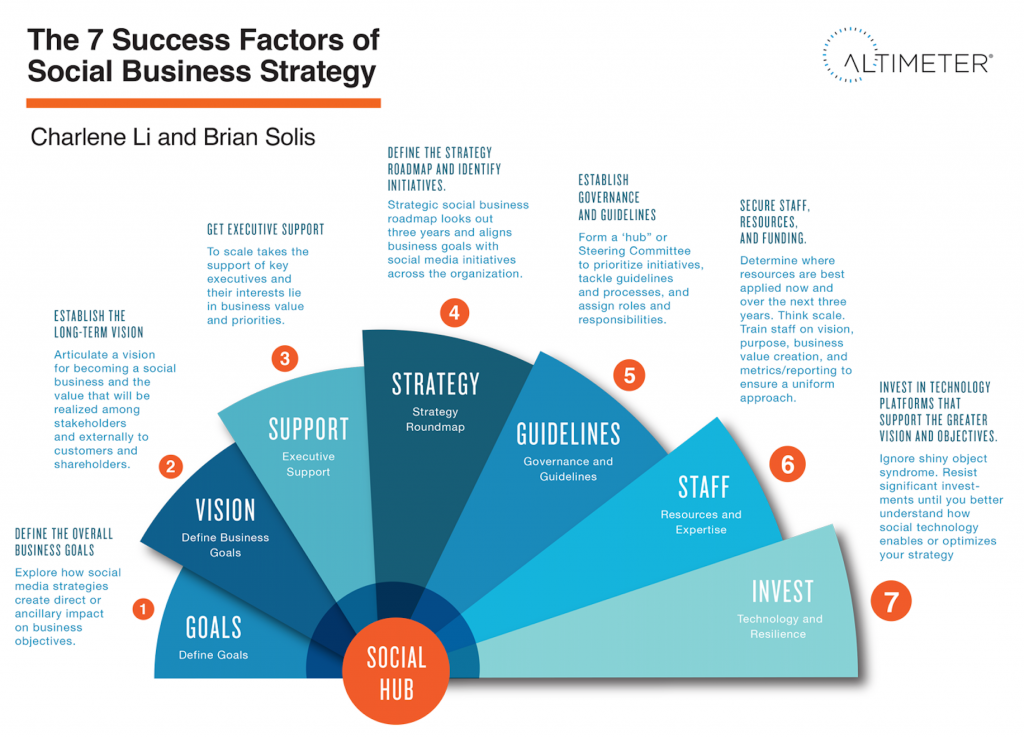 The 7 Success Factors of
Social Business Strategy
ALTIMETER®
Charlene Li and Brian Solis
DEFINE THE OVERALL
BUSINESS GOALS
Explore how social
media strategies
create direct or
ancillary impact
on business
objectives.
1
GOALS
Define Goals
ESTABLISH THE
LONG-TERM VISION
Articulate a vision
for becoming a social
business and the
value that will be
realized among
stakeholders
and externally to
customers and
shareholders.
2
VISION
Define Business
Goals
GET EXECUTIVE SUPPORT
To scale takes the
support of key
executives and
their interests lie
in business value
and priorities.
3
SUPPORT
Executive
Support
DEFINE THE STRATEGY
ROADMAP AND IDENTIFY
INITIATIVES.
Strategic social business
roadmap looks out
three years and aligns
business goals with
social media initiatives
across the organization.
4
STRATEGY
Strategy
Roundmap
ESTABLISH
GOVERNANCE
AND GUIDELINES
Form a ‘hub” or
Steering Committee
to prioritize initiatives,
tackle guidelines
and processes, and
assign roles and
responsibilities.
5
GUIDELINES
Governance and
Guidelines
SECURE STAFF,
RESOURCES,
AND FUNDING.
Determine where
resources are best
applied now and
over the next three
years. Think scale.
Train staff on vision,
purpose, business
value creation, and
metrics/reporting to
ensure a uniform
approach.
6
STAFF
Resources and
Expertise
INVEST IN TECHNOLOGY
PLATFORMS THAT
SUPPORT THE GREATER
VISION AND OBJECTIVES.
Ignore shiny object
syndrome. Resist
significant invest-
ments until you better
understand how
social technology
enables or optimizes
your strategy
7
INVEST
Technology and
Resilience
SOCIAL
HUB